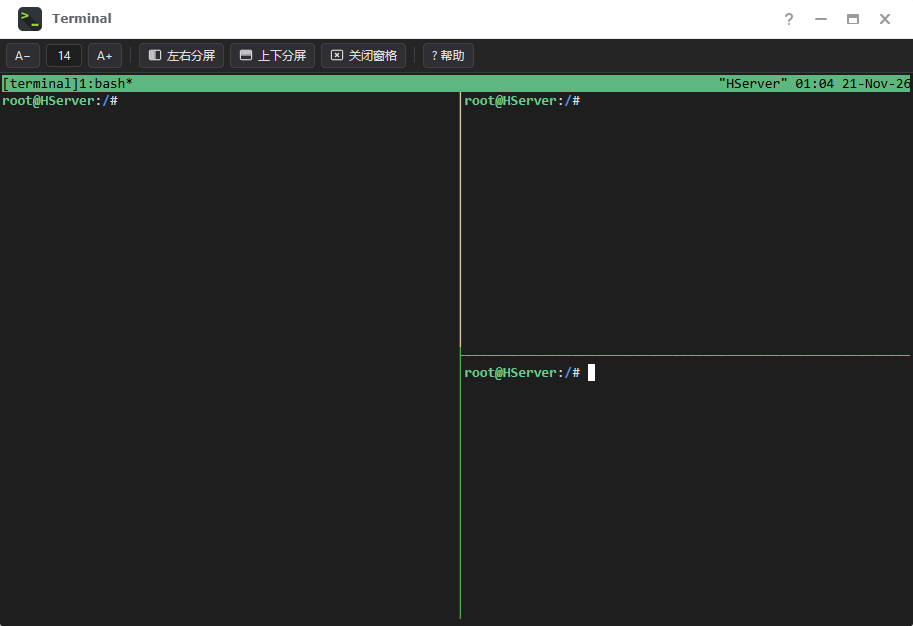 Terminal
A− 14 A+ 左右分屏 上下分屏 关闭窗格 ? 帮助
[terminal]1:bash* "HServer" 01:04 21-Nov-26
root@HServer:/#
root@HServer:/#
root@HServer:/#